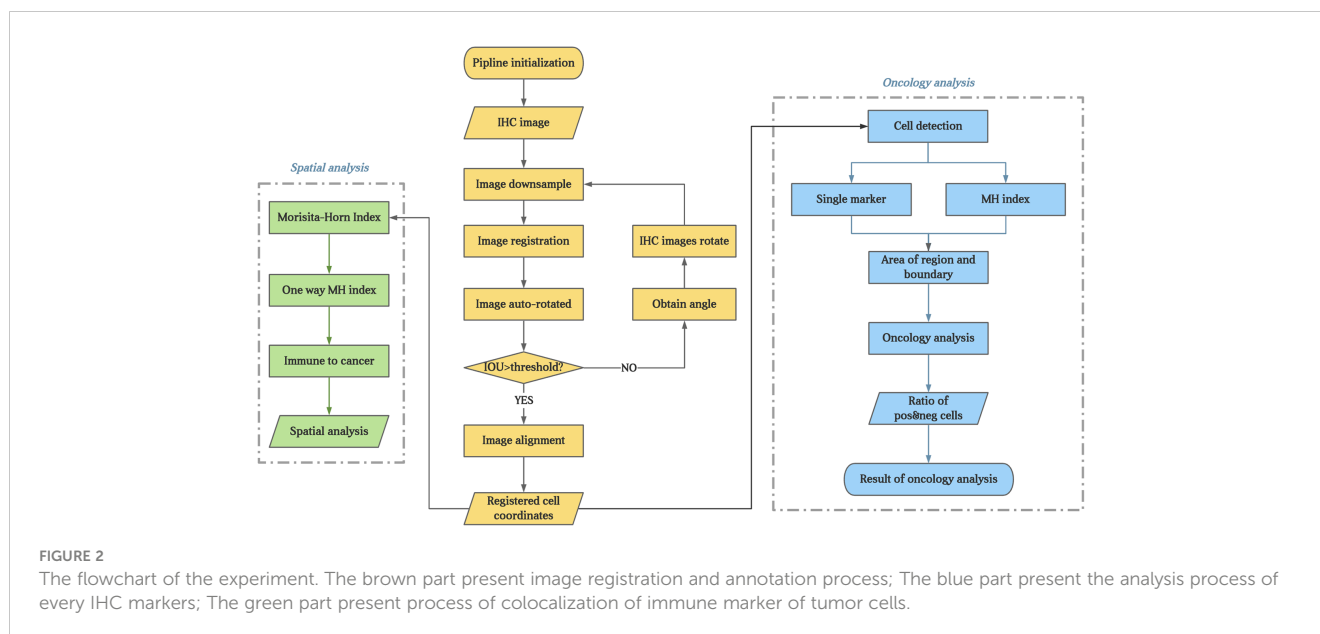 Pipline initialization
IHC image
Image downsample
Image registration
Image auto-rotated
IOU>threshold?
NO
YES
Obtain angle
IHC images rotate
Image alignment
Registered cell
coordinates
Spatial analysis
Morisita-Horn Index
One way MH index
Immune to cancer
Spatial analysis
Oncology analysis
Cell detection
Single marker
MH index
Area of region and
boundary
Oncology analysis
Ratio of
pos&neg cells
Result of oncology analysis
FIGURE 2
The flowchart of the experiment. The brown part present image registration and annotation process; The blue part present the analysis process of
every IHC markers; The green part present process of colocalization of immune marker of tumor cells.